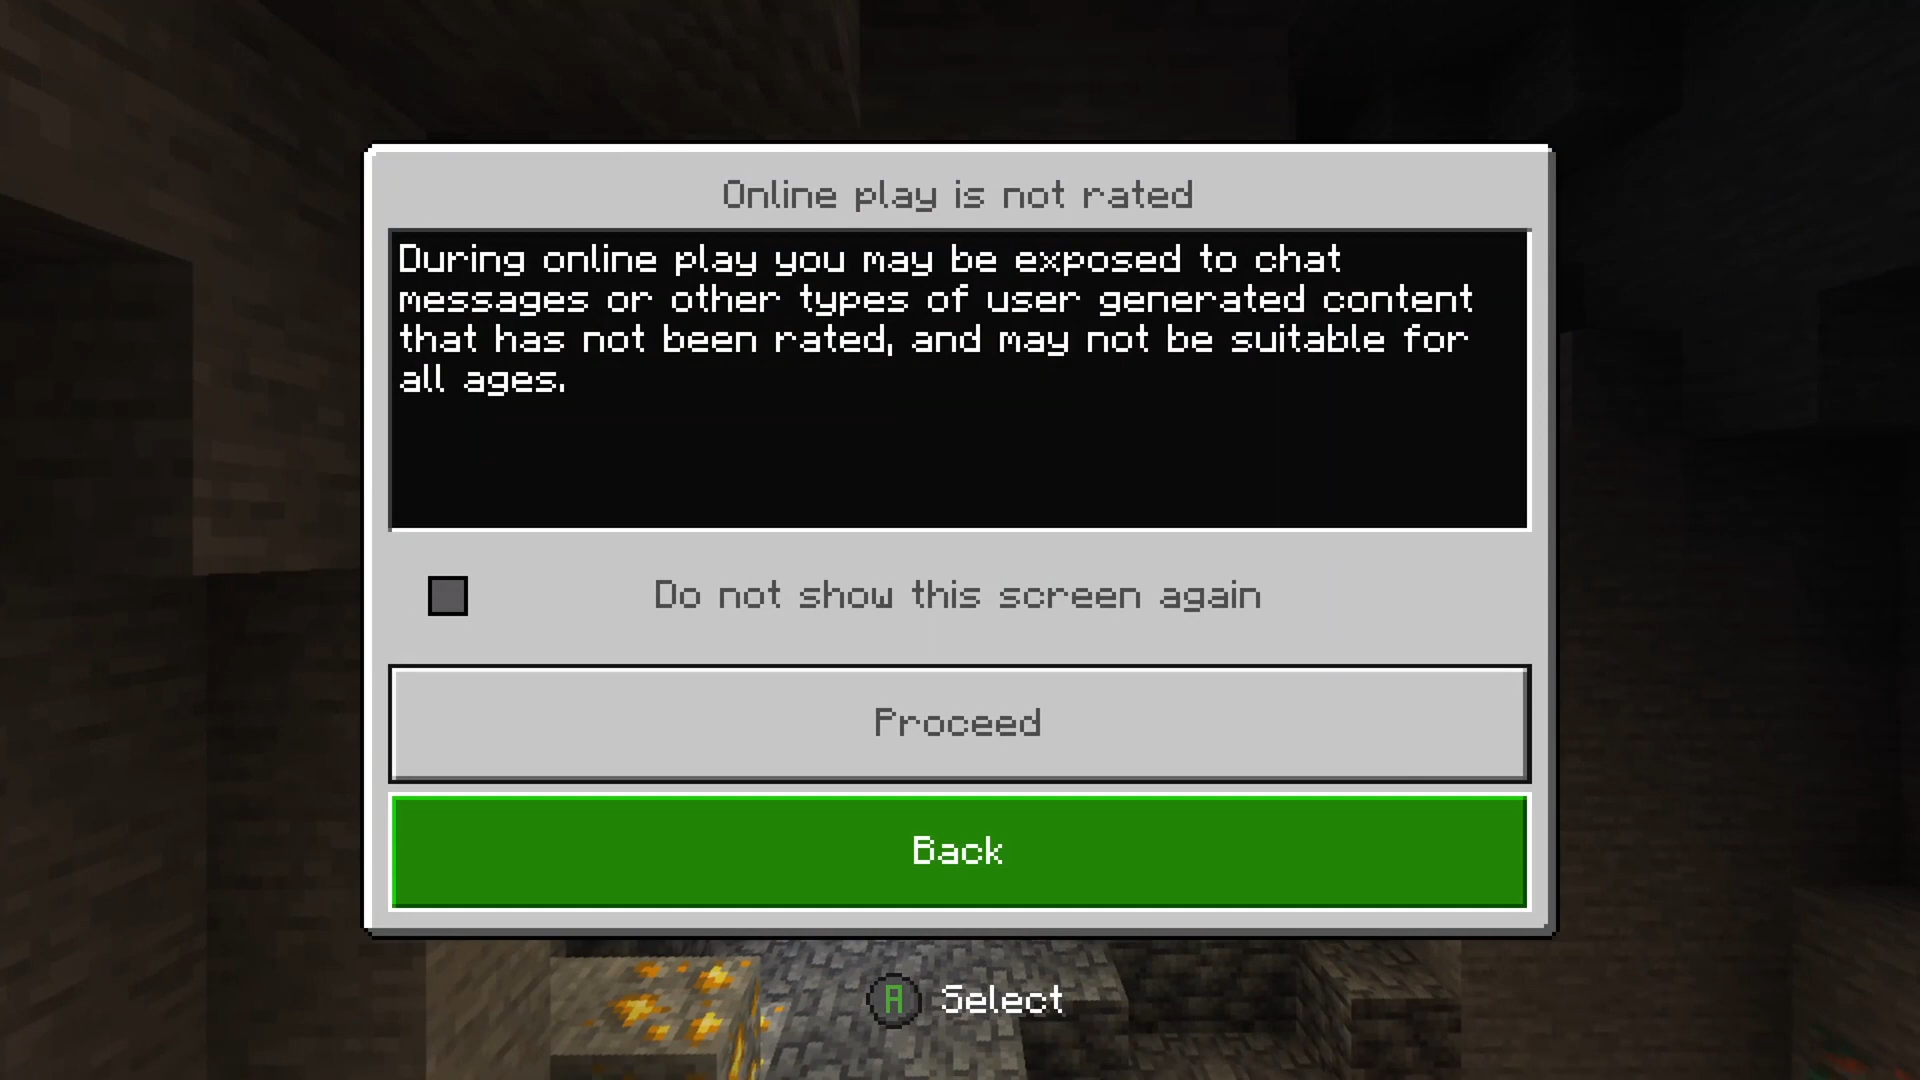 Online play is not rated
During online play you may be exposed to chat
messages or other types of user generated content
that has not been rated, and may not be suitable for
all ages.
Do not show this screen again
Proceed
Back
A Select